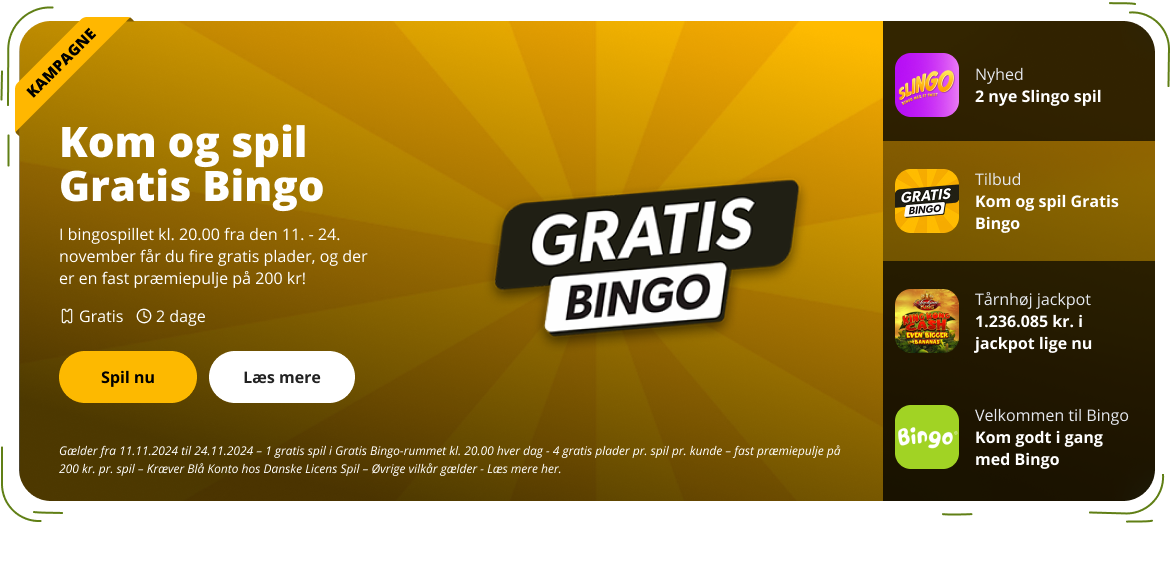 KAMPAGNE
Kom og spil
Gratis Bingo
I bingospillet kl. 20.00 fra den 11. - 24.
november får du fire gratis plader, og der
er en fast præmiepulje på 200 kr!
Gratis 2 dage
Spil nu Læs mere
Gælder fra 11.11.2024 til 24.11.2024 – 1 gratis spil i Gratis Bingo-rummet kl. 20.00 hver dag - 4 gratis plader pr. spil pr. kunde – fast præmiepulje på
200 kr. pr. spil – Kræver Blå Konto hos Danske Licens Spil – Øvrige vilkår gælder - Læs mere her.
GRATIS
BINGO
SLINGO
Nyhed
2 nye Slingo spil
GRATIS
BINGO
Tilbud
Kom og spil Gratis
Bingo
CASH
EVEN BIGGER
BANANAS
Tårnhøj jackpot
1.236.085 kr. i
jackpot lige nu
Bingo
Velkommen til Bingo
Kom godt i gang
med Bingo